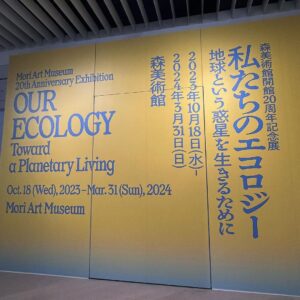 Mori Art Museum
20th Anniversary Exhibition
OUR
ECOLOGY
Toward
a Planetary Living
Oct. 18 (Wed), 2023 – Mar. 31 (Sun), 2024
Mori Art Museum
森美術館開館20周年記念展
私たちのエコロジー
地球という惑星を生きるために
2023年10月18日(水)–
2024年3月31日(日)
森美術館